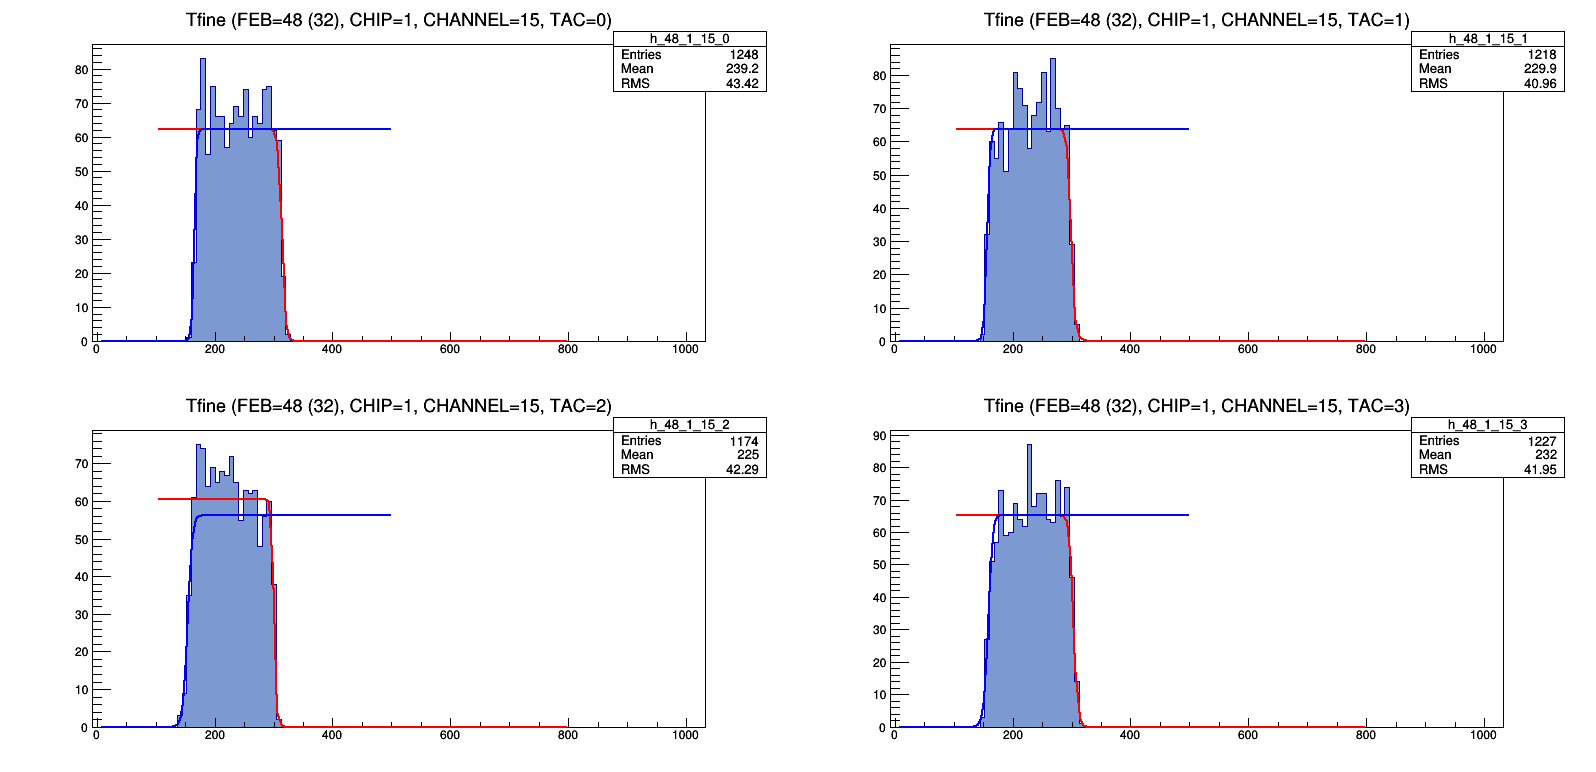 Tfine (FEB=48 (32), CHIP=1, CHANNEL=15, TAC=0)
h_48_1_15_0
Entries 1248
Mean 239.2
RMS 43.42
80
70
60
50
40
30
20
10
0
0 200 400 600 800 1000
Tfine (FEB=48 (32), CHIP=1, CHANNEL=15, TAC=1)
h_48_1_15_1
Entries 1218
Mean 229.9
RMS 40.96
80
70
60
50
40
30
20
10
0
0 200 400 600 800 1000
Tfine (FEB=48 (32), CHIP=1, CHANNEL=15, TAC=2)
h_48_1_15_2
Entries 1174
Mean 225
RMS 42.29
70
60
50
40
30
20
10
0
0 200 400 600 800 1000
Tfine (FEB=48 (32), CHIP=1, CHANNEL=15, TAC=3)
h_48_1_15_3
Entries 1227
Mean 232
RMS 41.95
90
80
70
60
50
40
30
20
10
0
0 200 400 600 800 1000